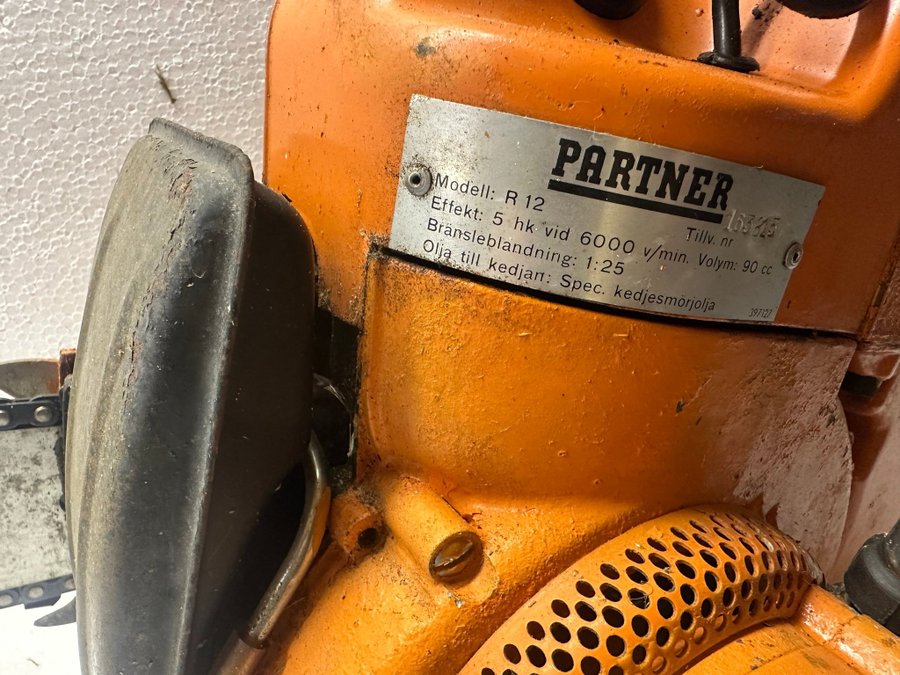 PARTNER
Modell: R 12 Tillv. nr
Effekt: 5 hk vid 6000 v/min. Volym: 90 cc
Bränsleblandning: 1:25
Olja till kedjan: Spec. kedjesmörjolja
397127